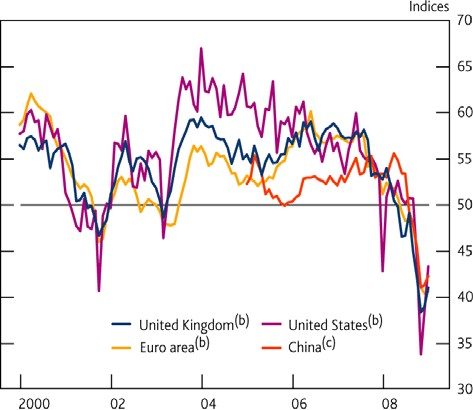 Indices
70
65
60
55
50
45
40
35
30
United Kingdom(b)
United States(b)
Euro area(b)
China(c)
2000
02
04
06
08